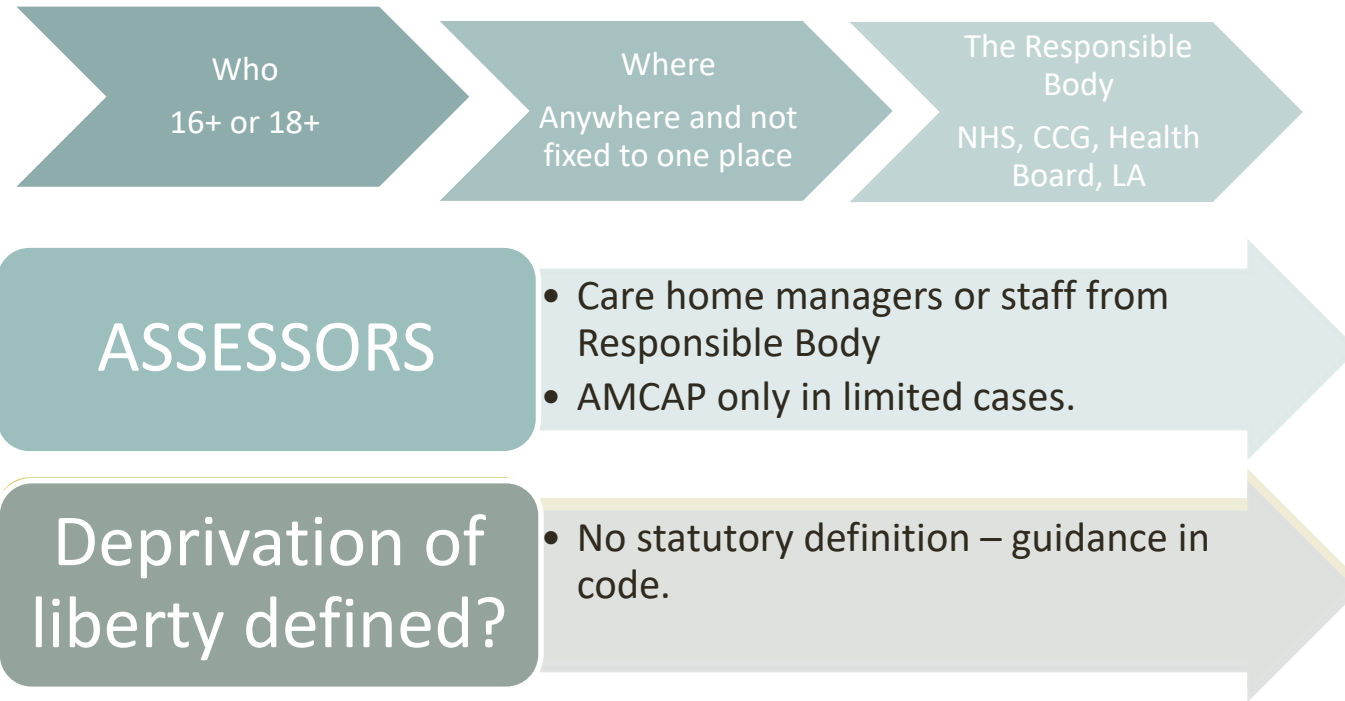 Who
16+ or 18+
Where
Anywhere and not
fixed to one place
The Responsible
Body
NHS, CCG, Health
Board, LA
ASSESSORS
• Care home managers or staff from
Responsible Body
• AMCAP only in limited cases.
Deprivation of
liberty defined?
• No statutory definition – guidance in
code.